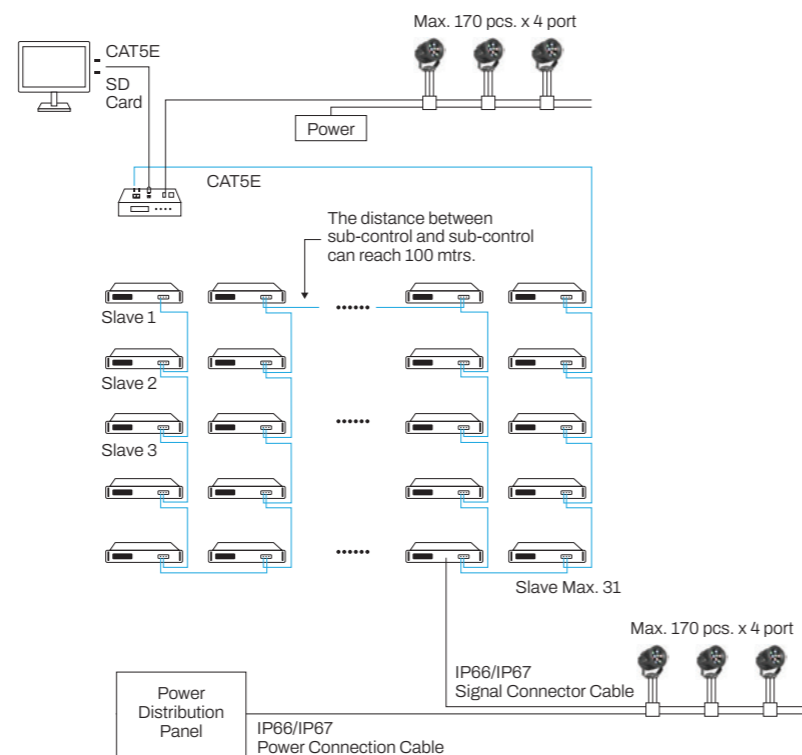 Max. 170 pcs. x 4 port
CAT5E
SD
Card
Power
CAT5E
The distance between
sub-control and sub-control
can reach 100 mtrs.
Slave 1
Slave 2
Slave 3
Slave Max. 31
Max. 170 pcs. x 4 port
IP66/IP67
Signal Connector Cable
Power
Distribution
Panel
IP66/IP67
Power Connection Cable